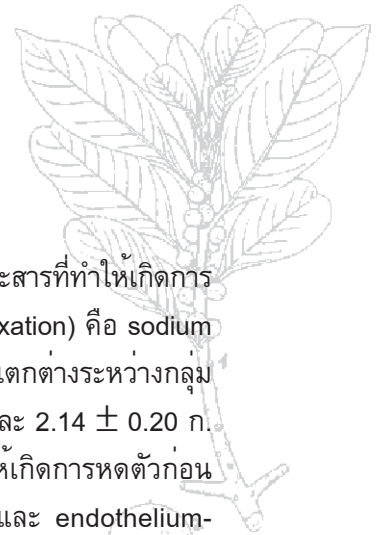 ะสารที่ทำให้เกิดการ
xation) คือ sodium
แตกต่างระหว่างกลุ่ม
ละ 2.14 ± 0.20 ก.
ห้เกิดการหดตัวก่อน
และ endothelium-